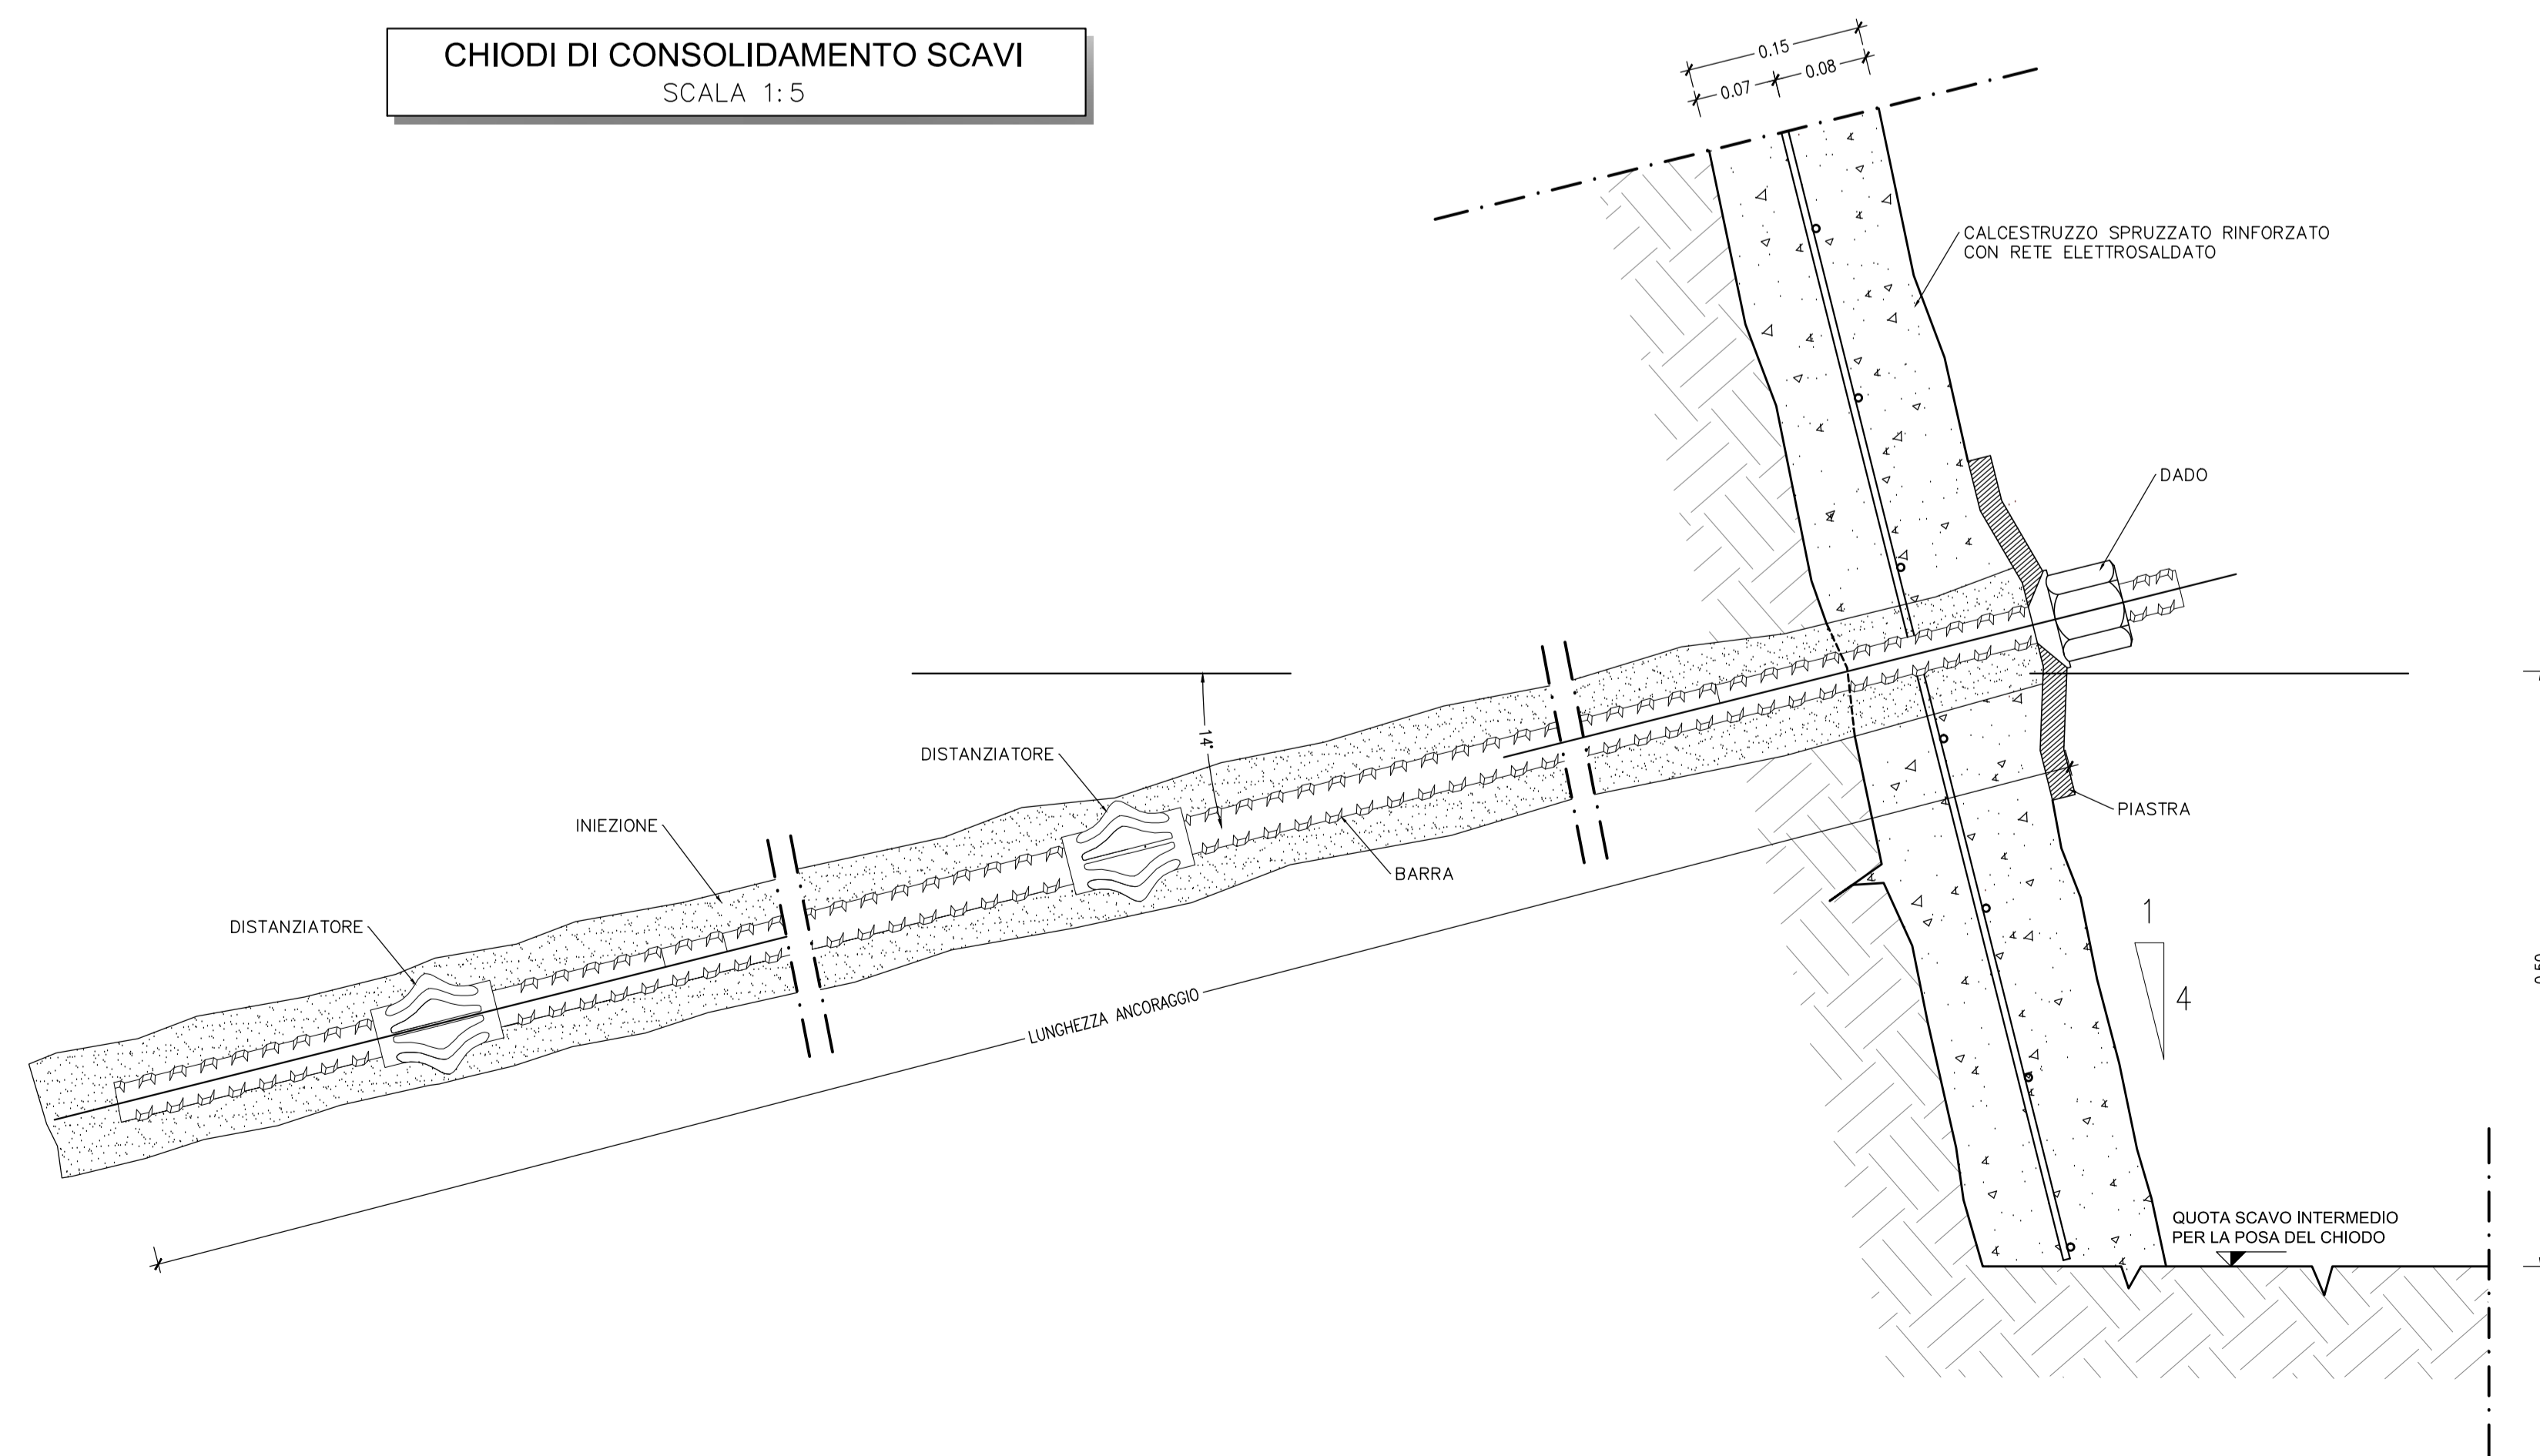 CHIODI DI CONSOLIDAMENTO SCAVI
SCALA 1:5
0.15
0.07
0.08
CALCESTRUZZO SPRUZZATO RINFORZATO
CON RETE ELETTROSALDATO
DADO
14°
DISTANZIATORE
INIEZIONE
PIASTRA
BARRA
DISTANZIATORE
1
4
LUNGHEZZA ANCORAGGIO
QUOTA SCAVO INTERMEDIO
PER LA POSA DEL CHIODO